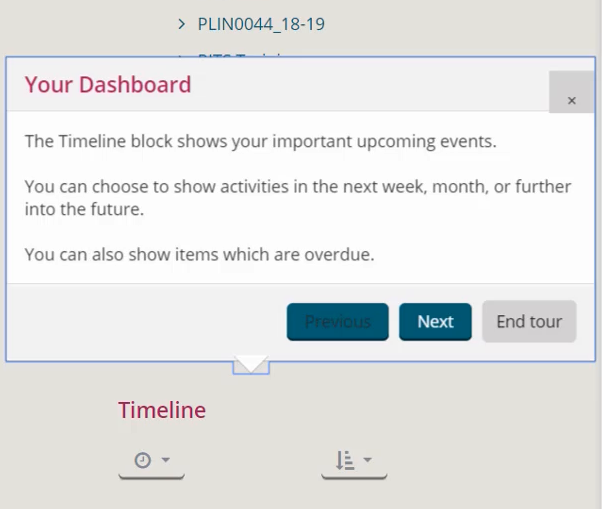 PLIN0044_18-19
Your Dashboard
×
The Timeline block shows your important upcoming events.
You can choose to show activities in the next week, month, or further
into the future.
You can also show items which are overdue.
Previous Next End tour
Timeline